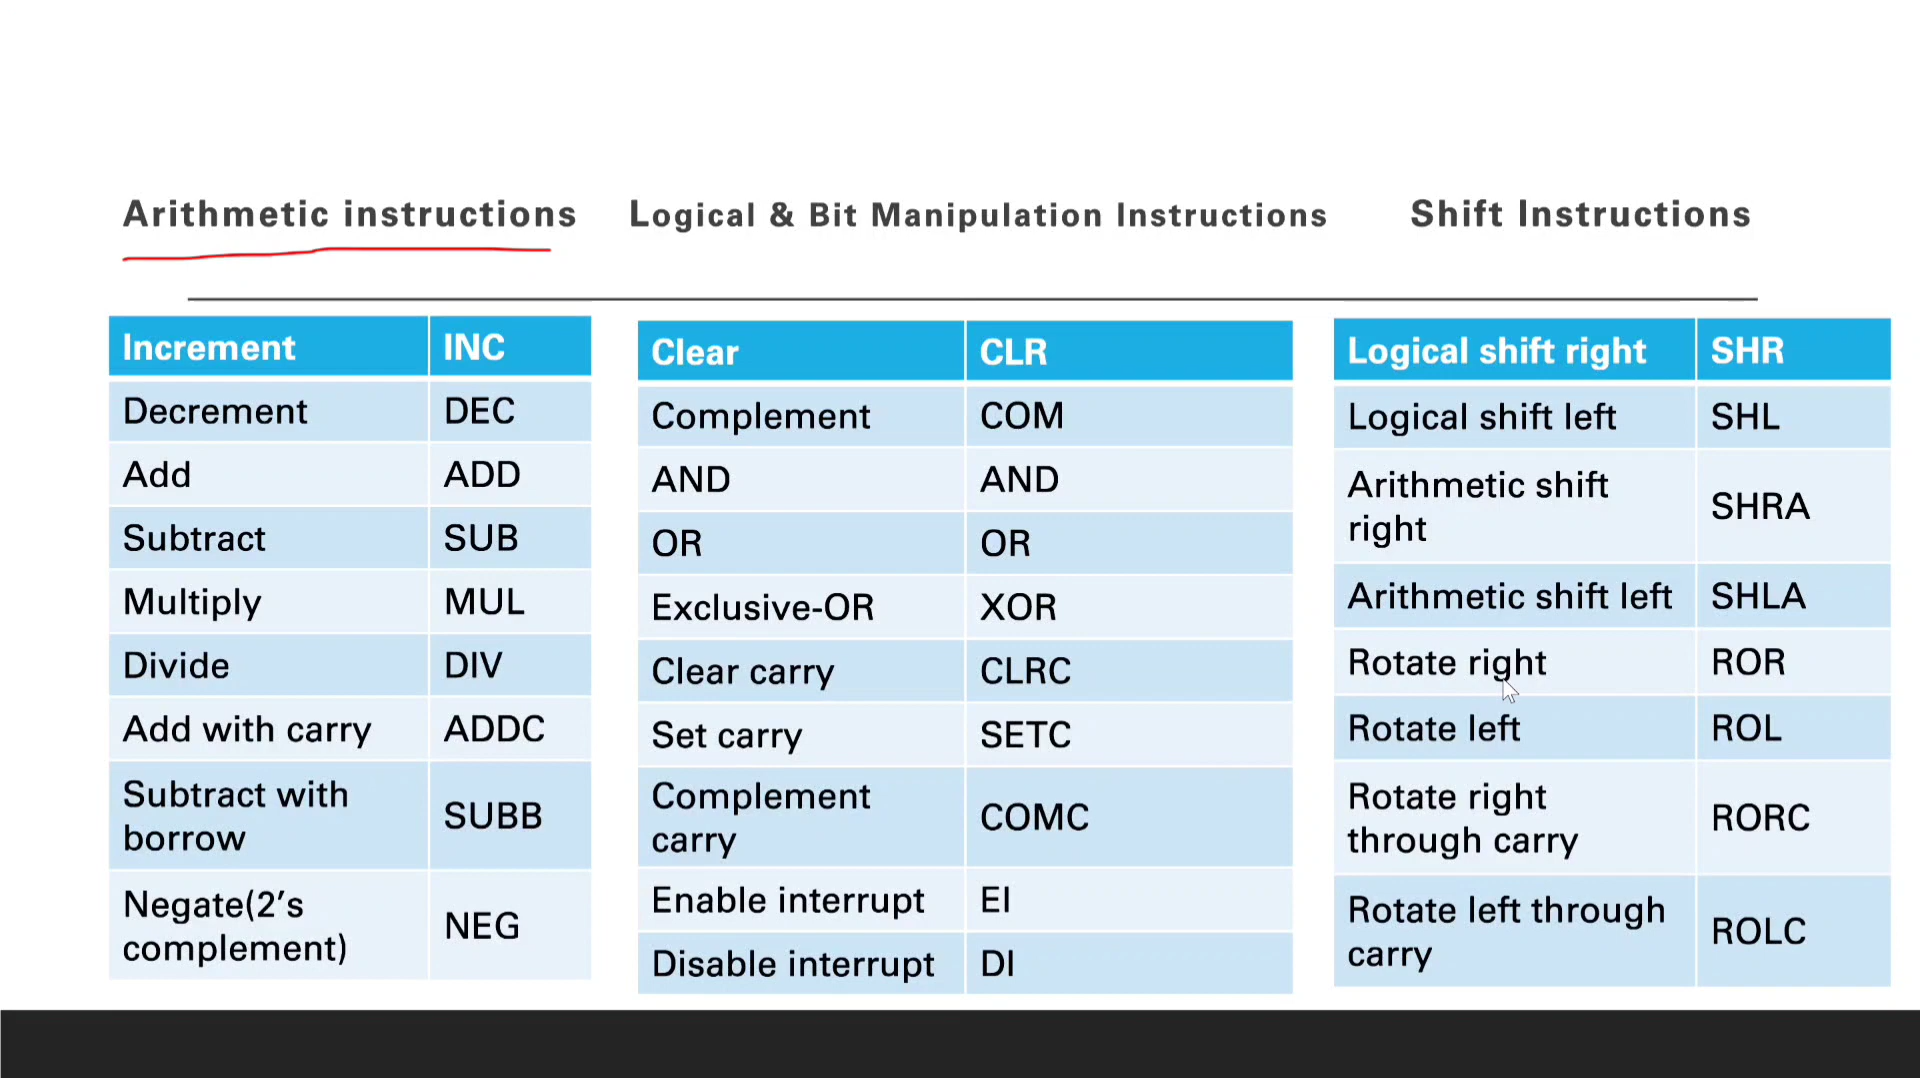 Arithmetic instructions
Logical & Bit Manipulation Instructions
Shift Instructions
Increment INC
Decrement DEC
Add ADD
Subtract SUB
Multiply MUL
Divide DIV
Add with carry ADDC
Subtract with
borrow SUBB
Negate(2’s
complement) NEG
Clear CLR
Complement COM
AND AND
OR OR
Exclusive-OR XOR
Clear carry CLRC
Set carry SETC
Complement
carry COMC
Enable interrupt EI
Disable interrupt DI
Logical shift right SHR
Logical shift left SHL
Arithmetic shift
right SHRA
Arithmetic shift left SHLA
Rotate right ROR
Rotate left ROL
Rotate right
through carry RORC
Rotate left through
carry ROLC